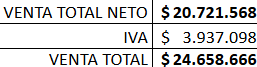 VENTA TOTAL NETO $ 20.721.568
IVA $ 3.937.098
VENTA TOTAL $ 24.658.666